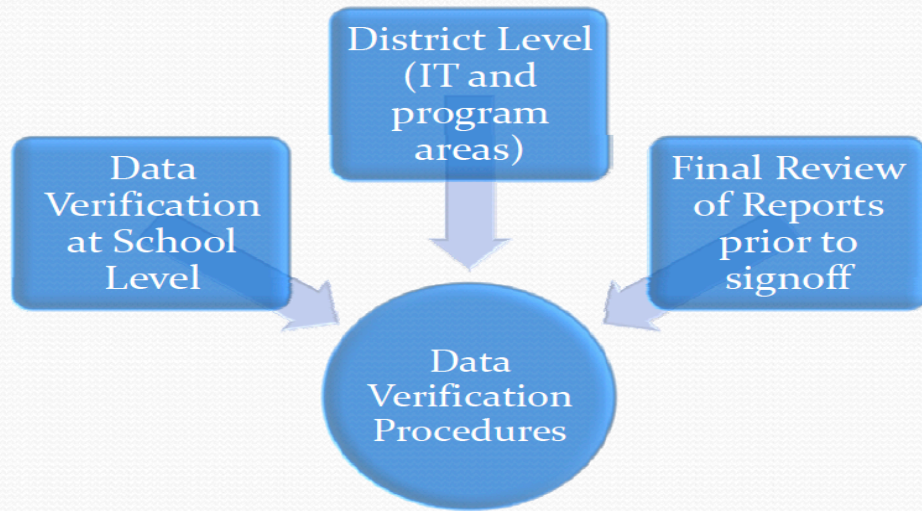 District Level
(IT and
program
areas)
Data
Verification
at School
Level
Final Review
of Reports
prior to
signoff
Data
Verification
Procedures